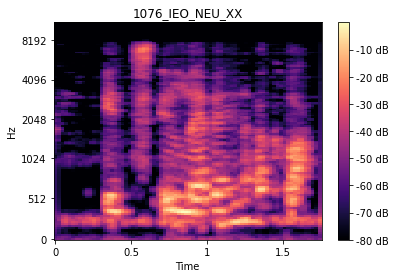 1076_IEO_NEU_XX
8192
4096
2048
1024
512
0
Hz
0
0.5
1
1.5
Time
-10 dB
-20 dB
-30 dB
-40 dB
-50 dB
-60 dB
-70 dB
-80 dB